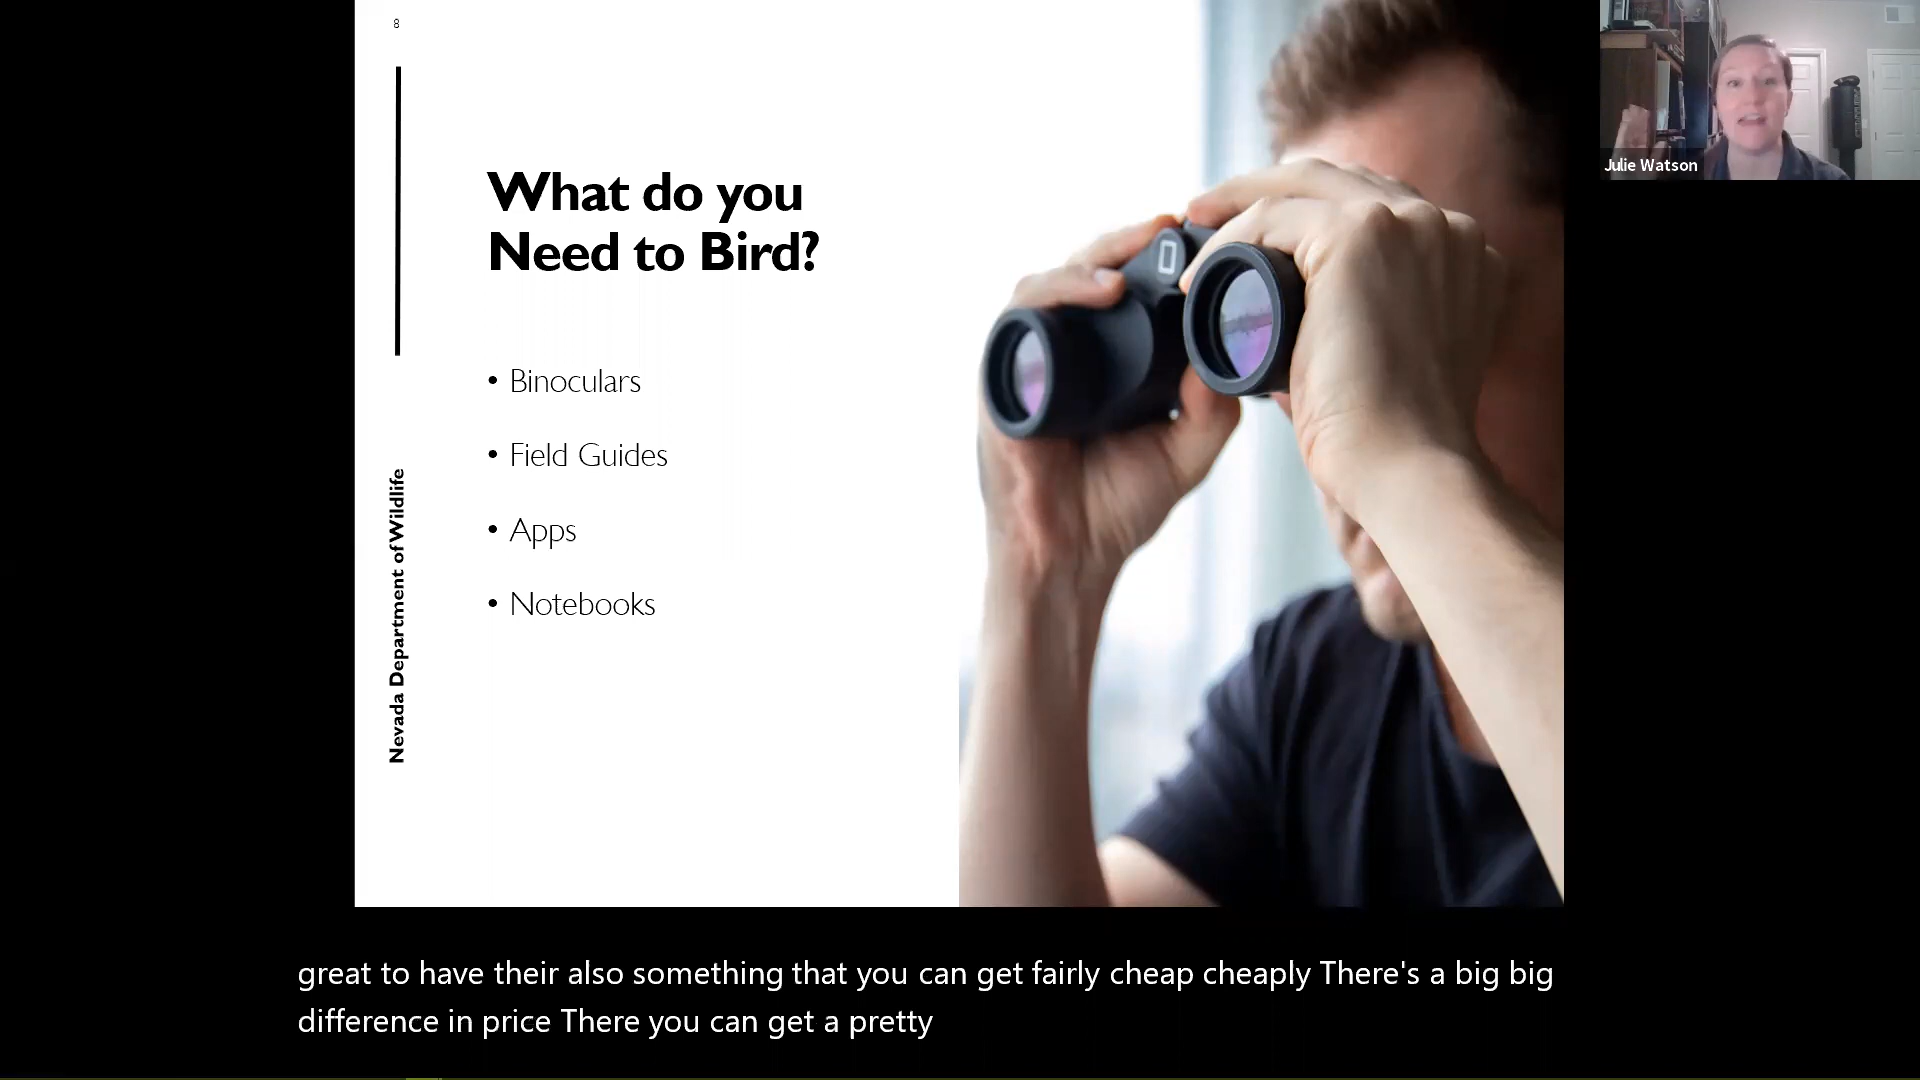 8
What do you
Need to Bird?
• Binoculars
• Field Guides
• Apps
• Notebooks
Nevada Department of Wildlife
Julie Watson
great to have their also something that you can get fairly cheap cheaply There's a big big
difference in price There you can get a pretty